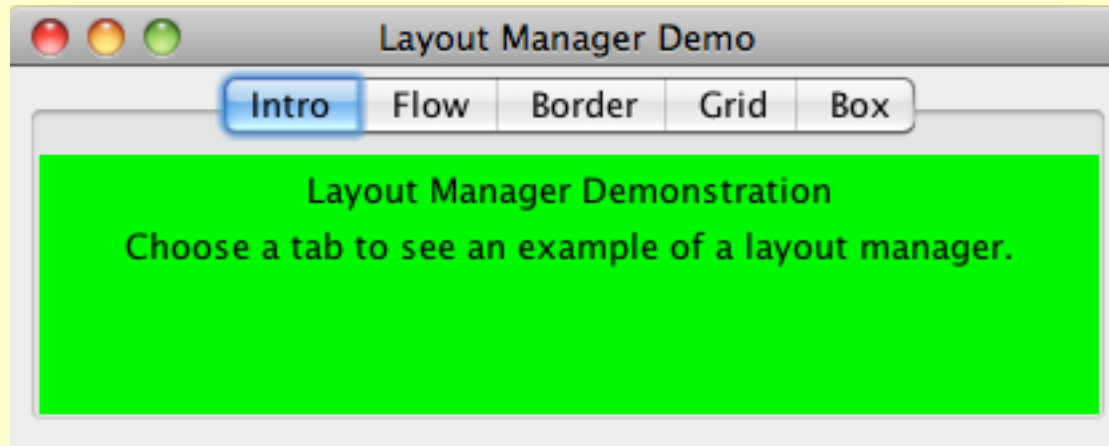 Layout Manager Demo
Intro Flow Border Grid Box
Layout Manager Demonstration
Choose a tab to see an example of a layout manager.